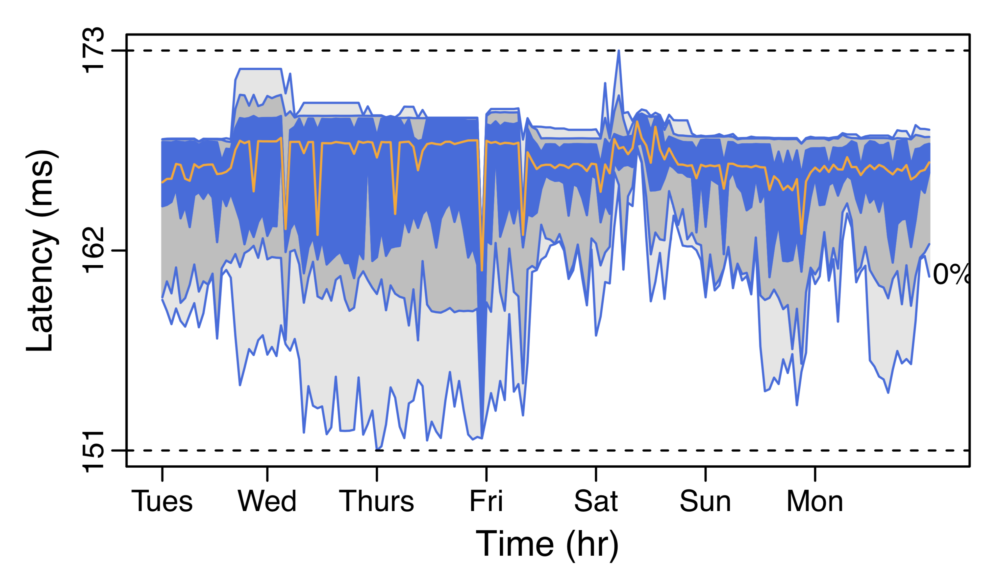 Latency (ms)
173
162
151
0%
Tues Wed Thurs Fri Sat Sun Mon
Time (hr)